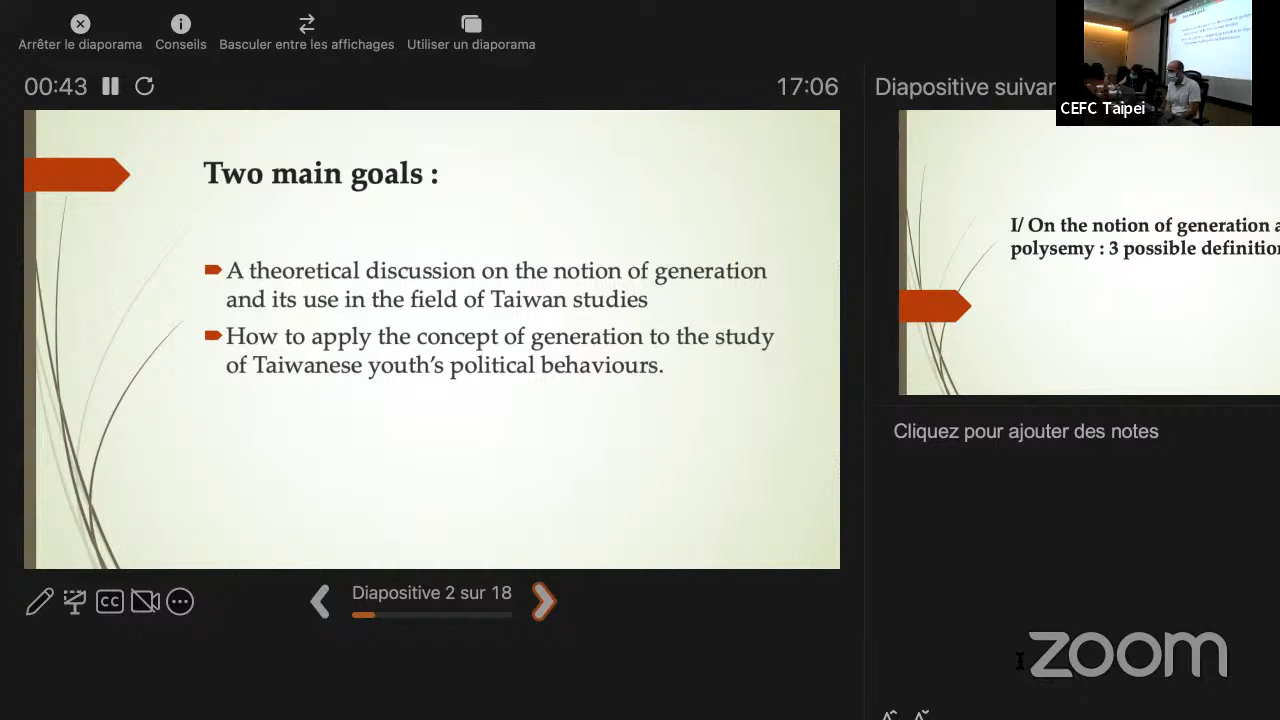 Arrêter le diaporama
Conseils
Basculer entre les affichages
Utiliser un diaporama
00:43
17:06
Diapositive suivan
CEFC Taipei
Two main goals :
A theoretical discussion on the notion of generation
and its use in the field of Taiwan studies
How to apply the concept of generation to the study
of Taiwanese youth's political behaviours.
I/ On the notion of generation a
polysemy : 3 possible definition
Cliquez pour ajouter des notes
CC
Diapositive 2 sur 18
zoom